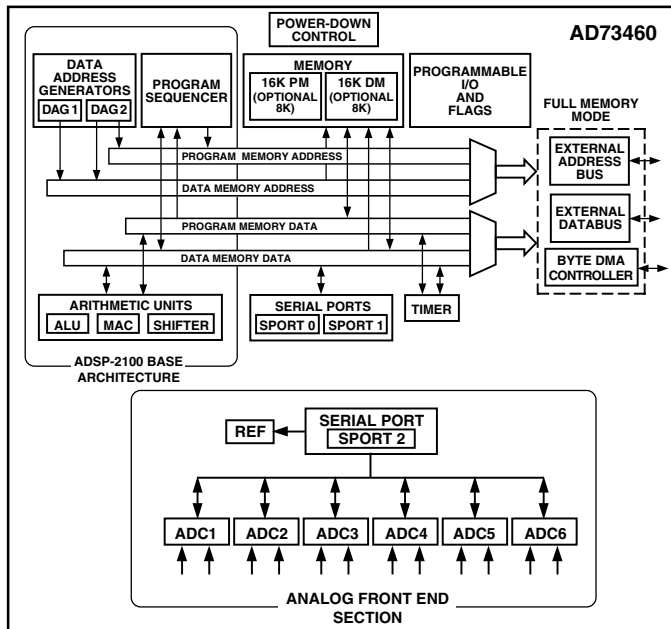 POWER-DOWN
CONTROL
AD73460
DATA
ADDRESS
GENERATORS
DAG 1
DAG 2
PROGRAM
SEQUENCER
MEMORY
16K PM
(OPTIONAL
8K)
16K DM
(OPTIONAL
8K)
PROGRAMMABLE
I/O
AND
FLAGS
FULL MEMORY
MODE
PROGRAM MEMORY ADDRESS
DATA MEMORY ADDRESS
PROGRAM MEMORY DATA
DATA MEMORY DATA
EXTERNAL
ADDRESS
BUS
EXTERNAL
DATABUS
BYTE DMA
CONTROLLER
ARITHMETIC UNITS
ALU
MAC
SHIFTER
SERIAL PORTS
SPORT 0
SPORT 1
TIMER
ADSP-2100 BASE
ARCHITECTURE
REF
SERIAL PORT
SPORT 2
ADC1
ADC2
ADC3
ADC4
ADC5
ADC6
ANALOG FRONT END
SECTION